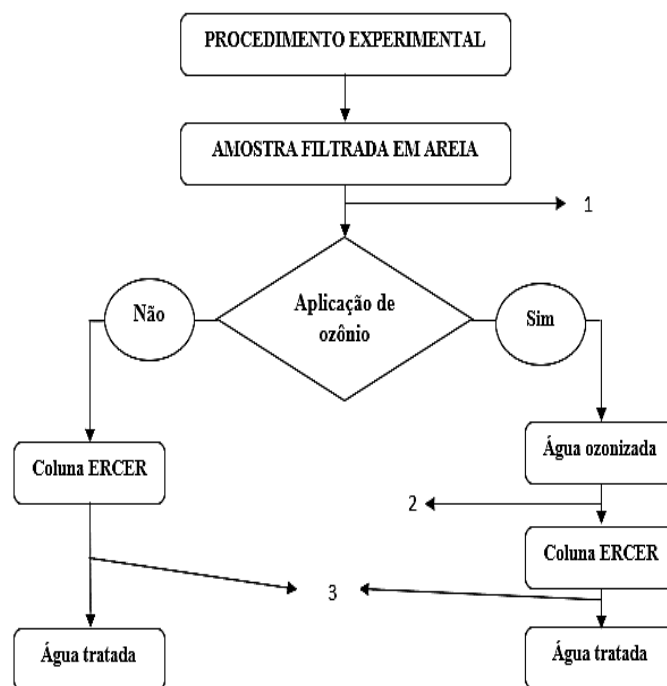 PROCEDIMENTO EXPERIMENTAL
AMOSTRA FILTRADA EM AREIA
1
Não
Aplicação de
ozônio
Sim
Água ozonizada
Coluna ERCER
2
Coluna ERCER
3
Água tratada
Água tratada